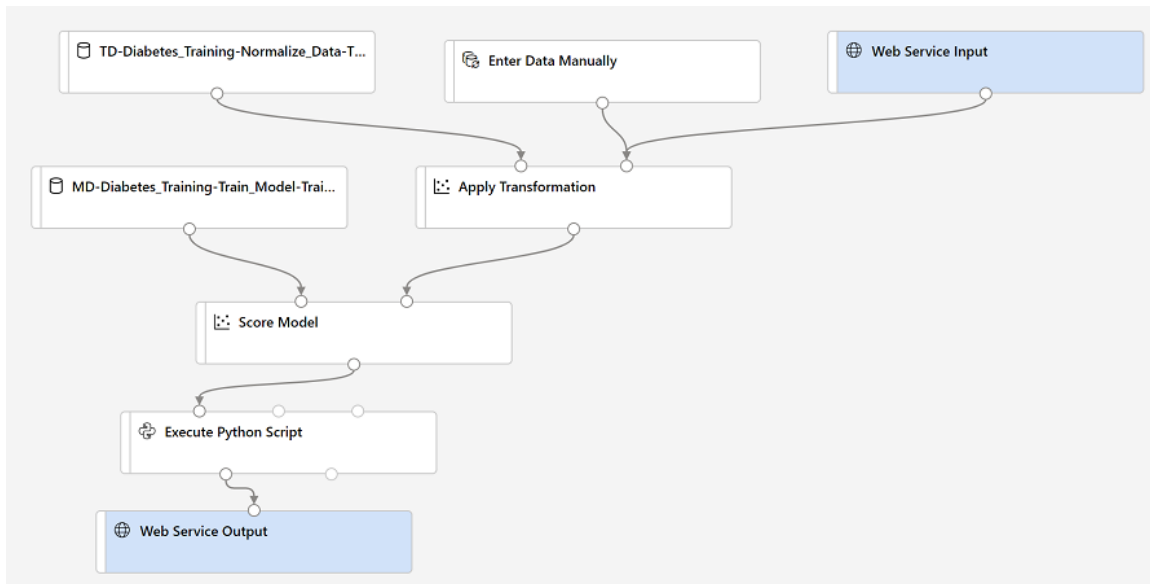 TD-Diabetes_Training-Normalize_Data-T...
Enter Data Manually
Web Service Input
MD-Diabetes_Training-Train_Model-Trai...
Apply Transformation
Score Model
Execute Python Script
Web Service Output